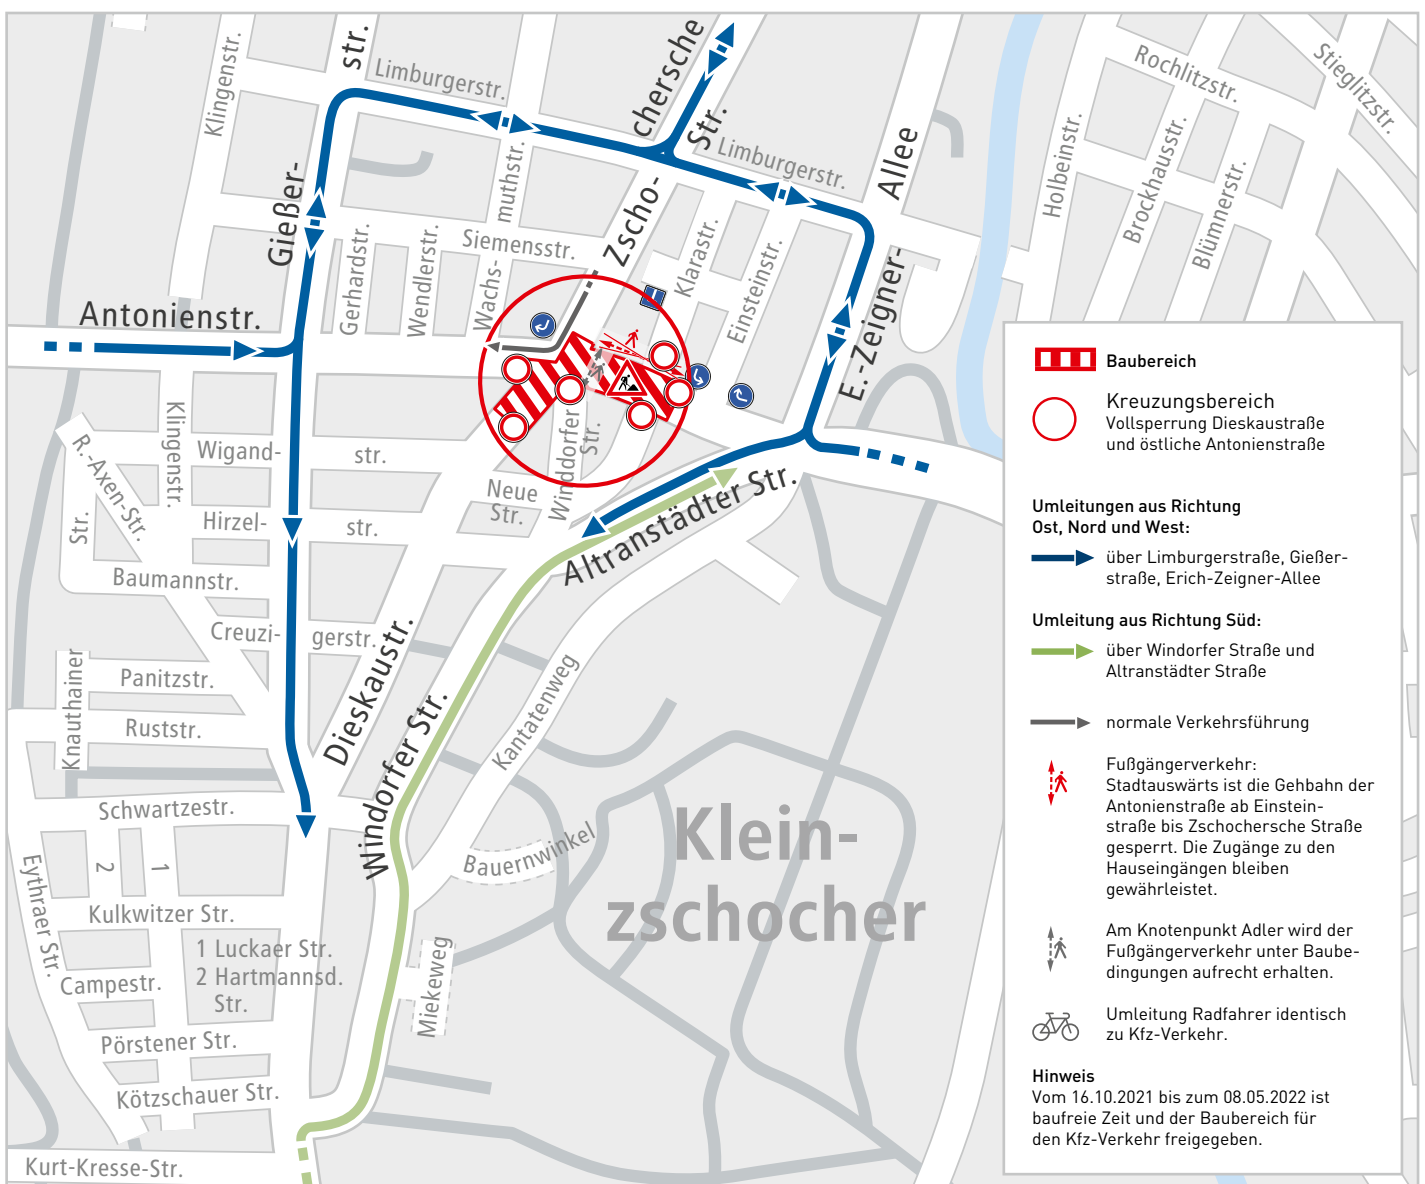 Klingenstr.
str.
Limburgerstr.
chersche
Str.
Limburgerstr.
Allee
Rochlitzstr.
Stieglitzstr.
Holbeinstr.
Brockhausstr.
Blümnerstr.
Gießer-
muthstr.
Wachs-
Siemensstr.
Zscho-
Klarastr.
Einsteinstr.
Gerhardstr.
Wendlerstr.
E.-Zeigner-
Antonienstr.
Klingenstr.
R.-Axen-Str.
Wigand-
str.
Neue
Str.
Winddorfer
Str.
Str.
Hirzel-
str.
Altranstädter Str.
Baumannstr.
Creuzi-
gerstr.
Dieskaustr.
Windorfer Str.
Kantatenweg
Knauthainer
Panitzstr.
Ruststr.
Schwartzestr.
Eythraer Str.
2
1
Bauernwinkel
Klein-
zschocher
Kulkwitzer Str.
1 Luckaer Str.
2 Hartmannsd.
Str.
Campestr.
Miekeweg
Pörstener Str.
Kötzschauer Str.
Kurt-Kresse-Str.
Baubereich
Kreuzungsbereich
Vollsperrung Dieskaustraße
und östliche Antonienstraße
Umleitungen aus Richtung
Ost, Nord und West:
über Limburgerstraße, Gießer-
straße, Erich-Zeigner-Allee
Umleitung aus Richtung Süd:
über Windorfer Straße und
Altranstädter Straße
normale Verkehrsführung
Fußgängerverkehr:
Stadtauswärts ist die Gehbahn der
Antonienstraße ab Einstein-
straße bis Zschochersche Straße
gesperrt. Die Zugänge zu den
Hauseingängen bleiben
gewährleistet.
Am Knotenpunkt Adler wird der
Fußgängerverkehr unter Baube-
dingungen aufrecht erhalten.
Umleitung Radfahrer identisch
zu Kfz-Verkehr.
Hinweis
Vom 16.10.2021 bis zum 08.05.2022 ist
baufreie Zeit und der Baubereich für
den Kfz-Verkehr freigegeben.